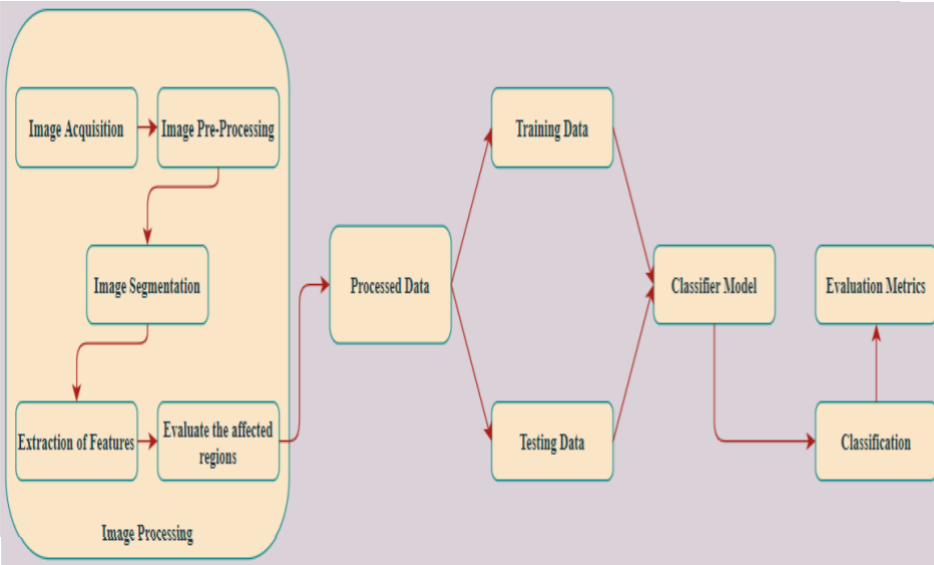 Image Acquisition
Image Pre-Processing
Image Segmentation
Extraction of Features
Evaluate the affected
regions
Image Processing
Processed Data
Training Data
Testing Data
Classifier Model
Classification
Evaluation Metrics